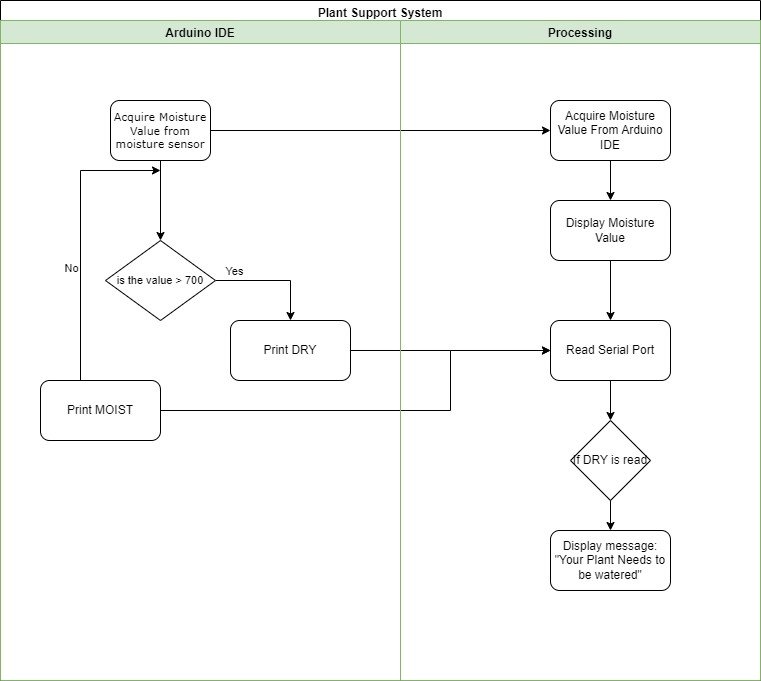 Plant Support System
Arduino IDE
Processing
Acquire Moisture
Value from
moisture sensor
Acquire Moisture
Value From Arduino
IDE
Display Moisture
Value
No
is the value > 700
Yes
Print DRY
Read Serial Port
Print MOIST
If DRY is read
Display message:
"Your Plant Needs to
be watered"